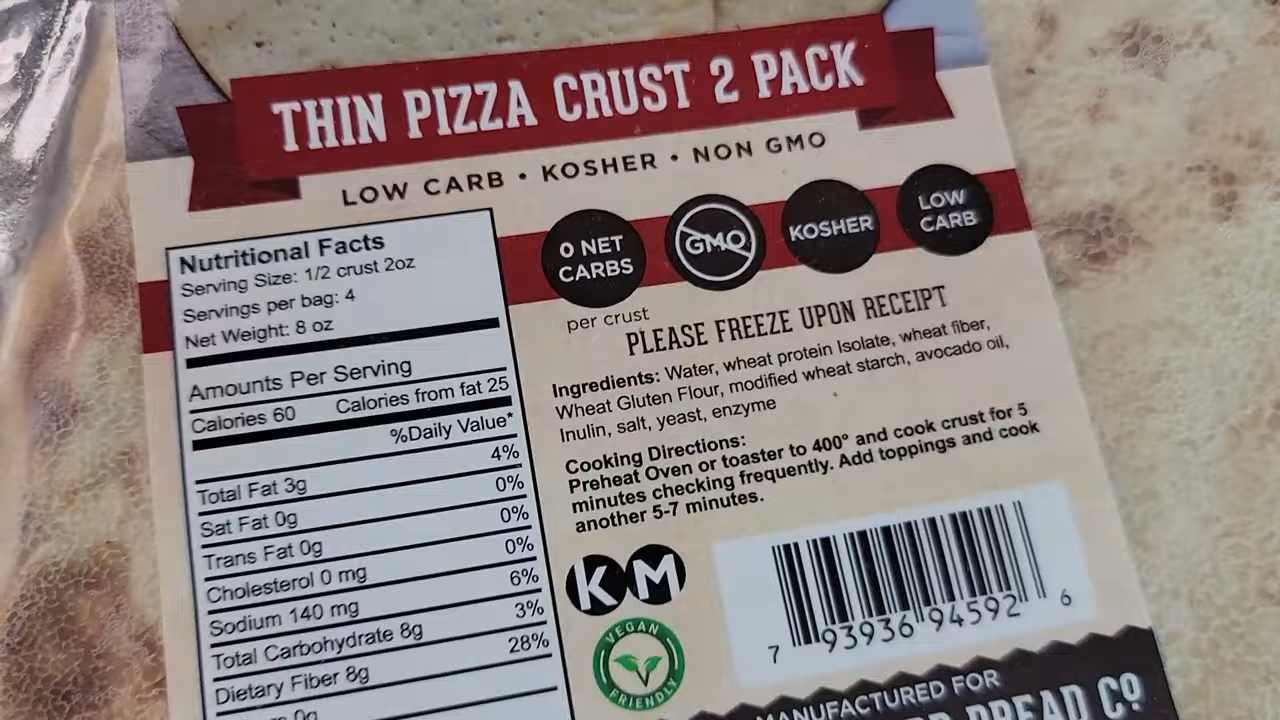 THIN PIZZA CRUST 2 PACK
LOW CARB • KOSHER • NON GMO
Nutritional Facts
Serving Size: 1/2 crust 2oz
Servings per bag: 4
Net Weight: 8 oz
Amounts Per Serving
Calories 60 Calories from fat 25
%Daily Value*
Total Fat 3g 4%
Sat Fat 0g 0%
Trans Fat 0g 0%
Cholesterol 0 mg 0%
Sodium 140 mg 6%
Total Carbohydrate 8g 3%
Dietary Fiber 8g 28%
0g
0 NET
CARBS
per crust
GMO
KOSHER
LOW
CARB
PLEASE FREEZE UPON RECEIPT
Ingredients: Water, wheat protein Isolate, wheat fiber,
Wheat Gluten Flour, modified wheat starch, avocado oil,
Inulin, salt, yeast, enzyme
Cooking Directions:
Preheat Oven or toaster to 400° and cook crust for 5
minutes checking frequently. Add toppings and cook
another 5-7 minutes.
KM
VEGAN
FRIENDLY
7 93936 94592 6
MANUFACTURED FOR
BREAD CO